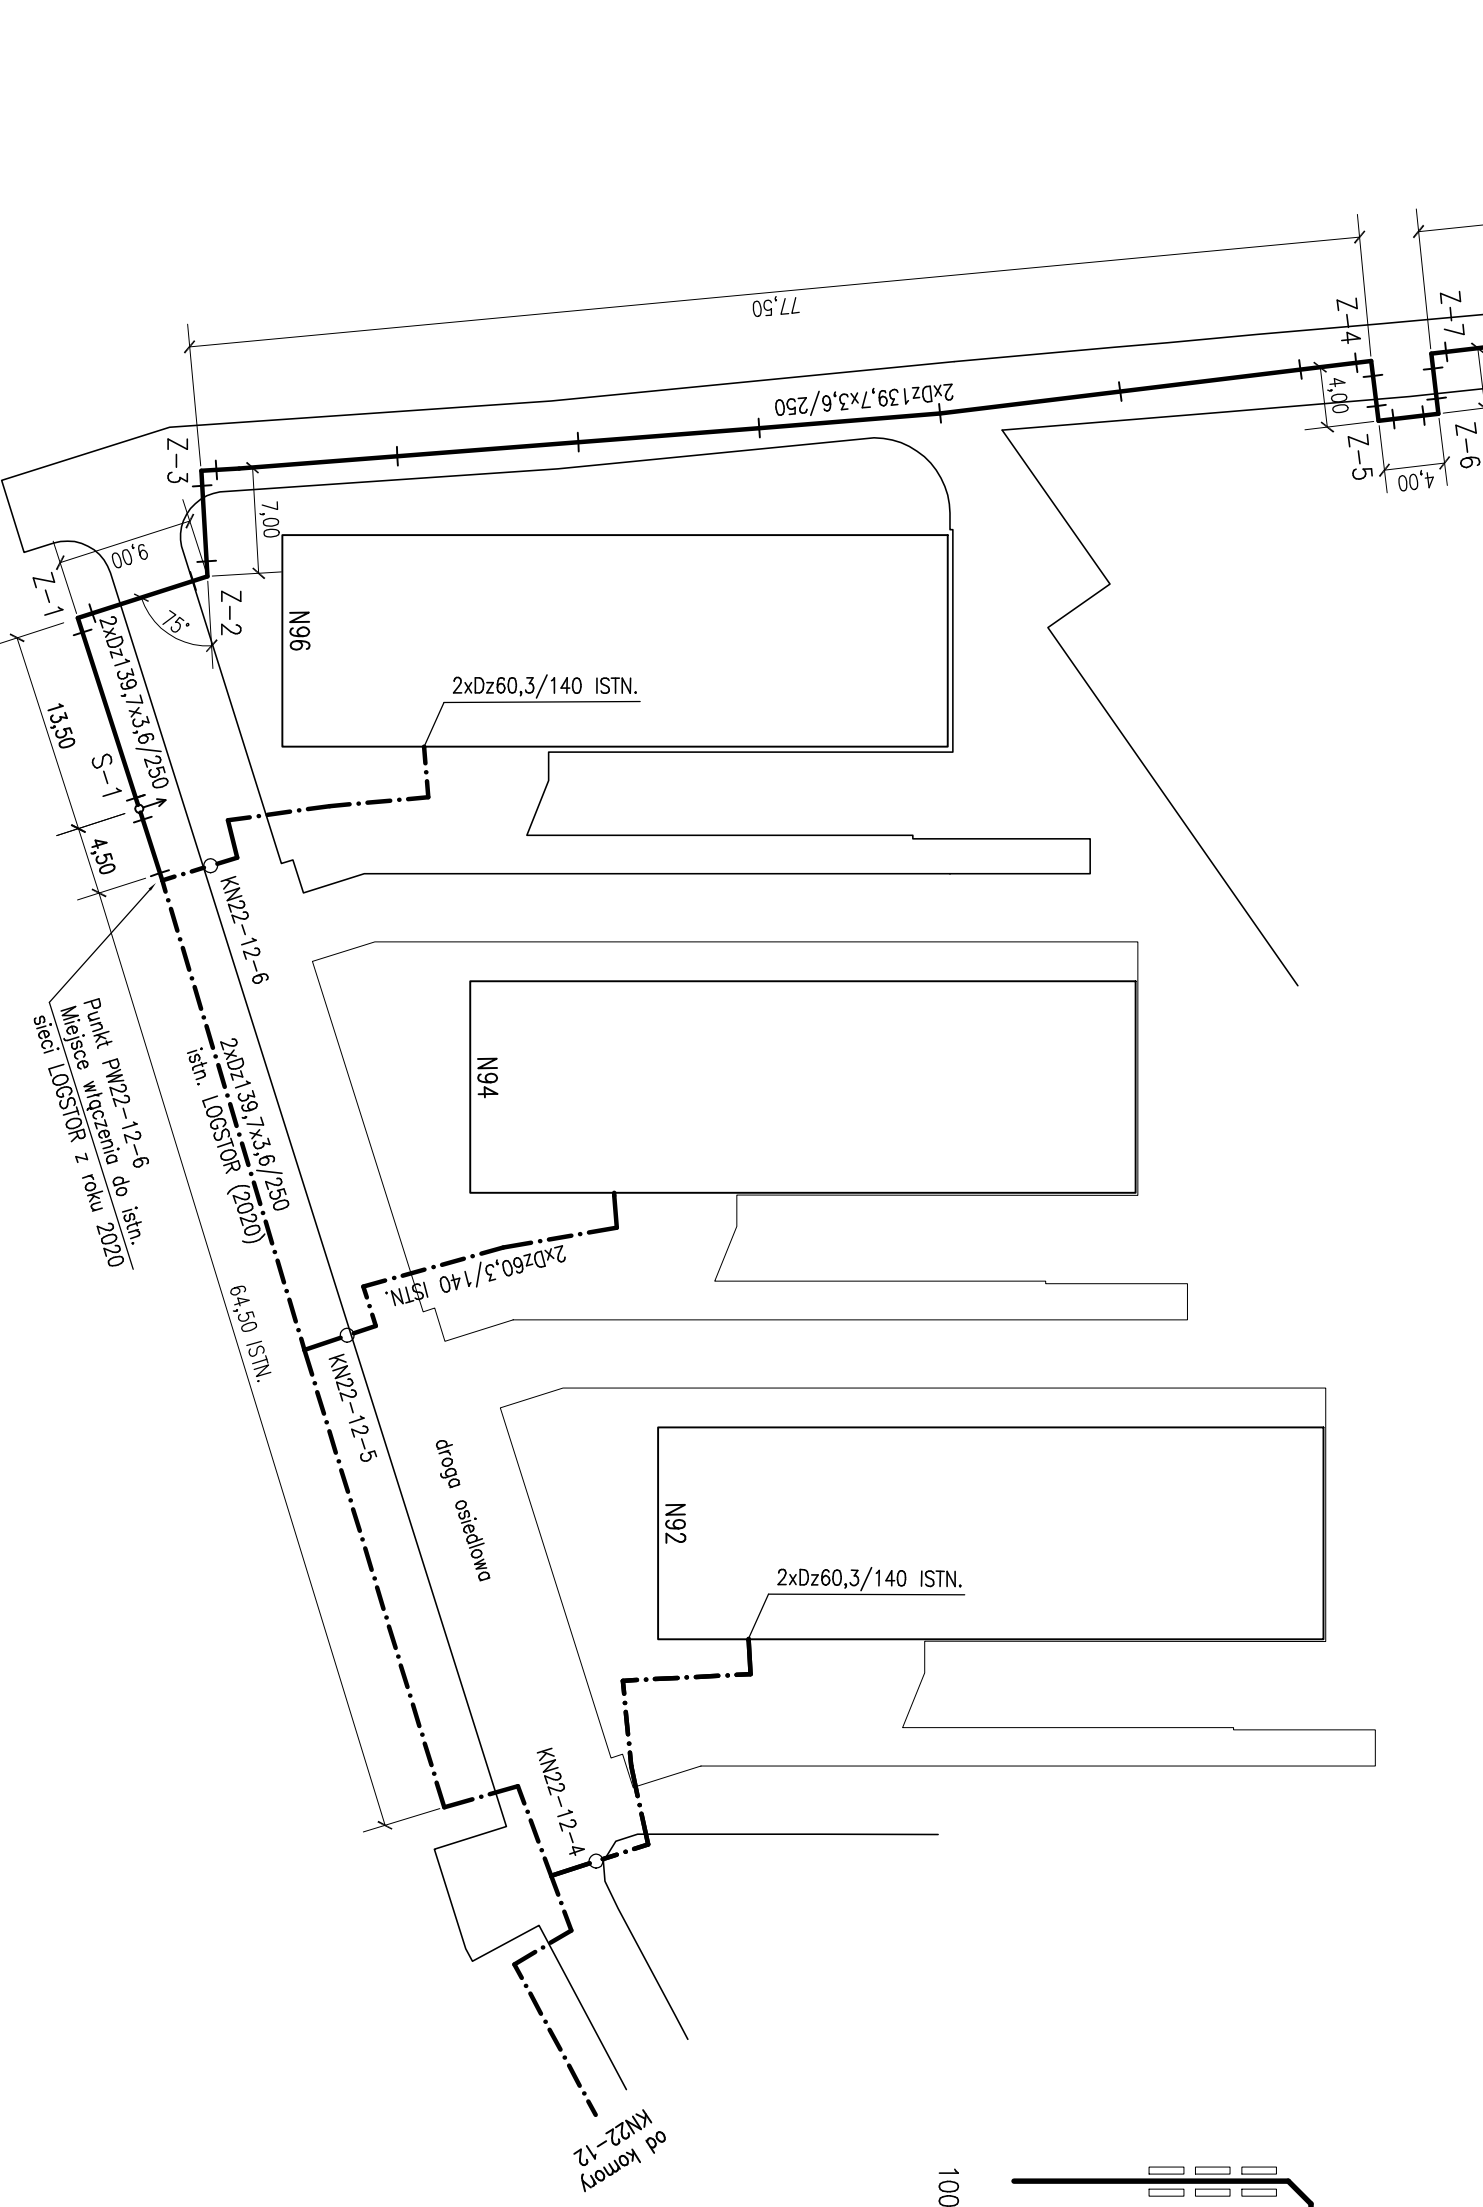 77,50
Z-4
Z-7
2xDz139,7x3,6/250
4,00
Z-5
Z-6
4,00
Z-3
7,00
9,00
Z-1
Z-2
75°
N96
2xDz139,7x3,6/250
2xDz60,3/140 ISTN.
13,50
S-1
4,50
KN22-12-6
Punkt PW22-12-6
Miejsce włączenia do istn.
sieci LOGSTOR z roku 2020
2xDz139,7x3,6/250
istn. LOGSTOR (2020)
N94
2xDz60,3/140 ISTN.
64,50 ISTN.
KN22-12-5
droga osiedlowa
N92
2xDz60,3/140 ISTN.
KN22-12-4
od komory
KN22-12
100